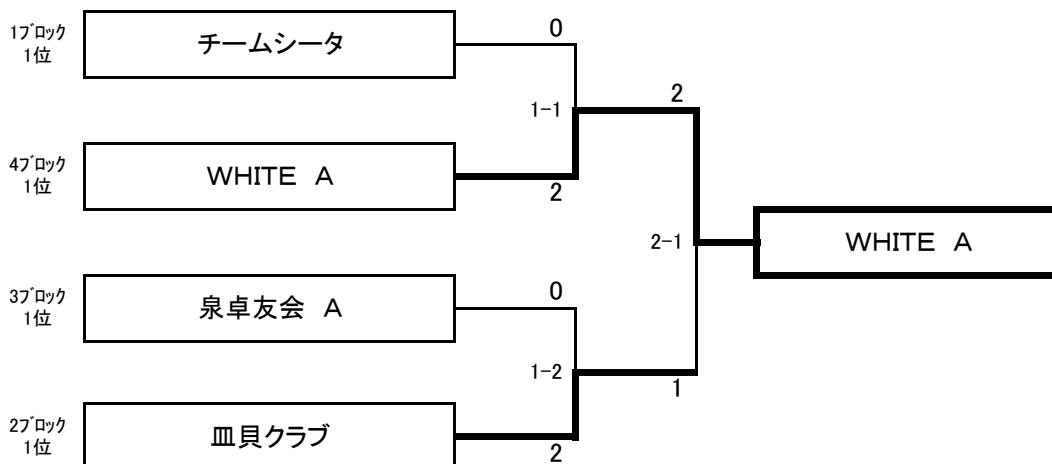 1ブロック
1位
チームシータ
0
1-1
2
4ブロック
1位
WHITE A
2
2-1
WHITE A
3ブロック
1位
泉卓友会 A
0
1-2
1
2ブロック
1位
皿貝クラブ
2